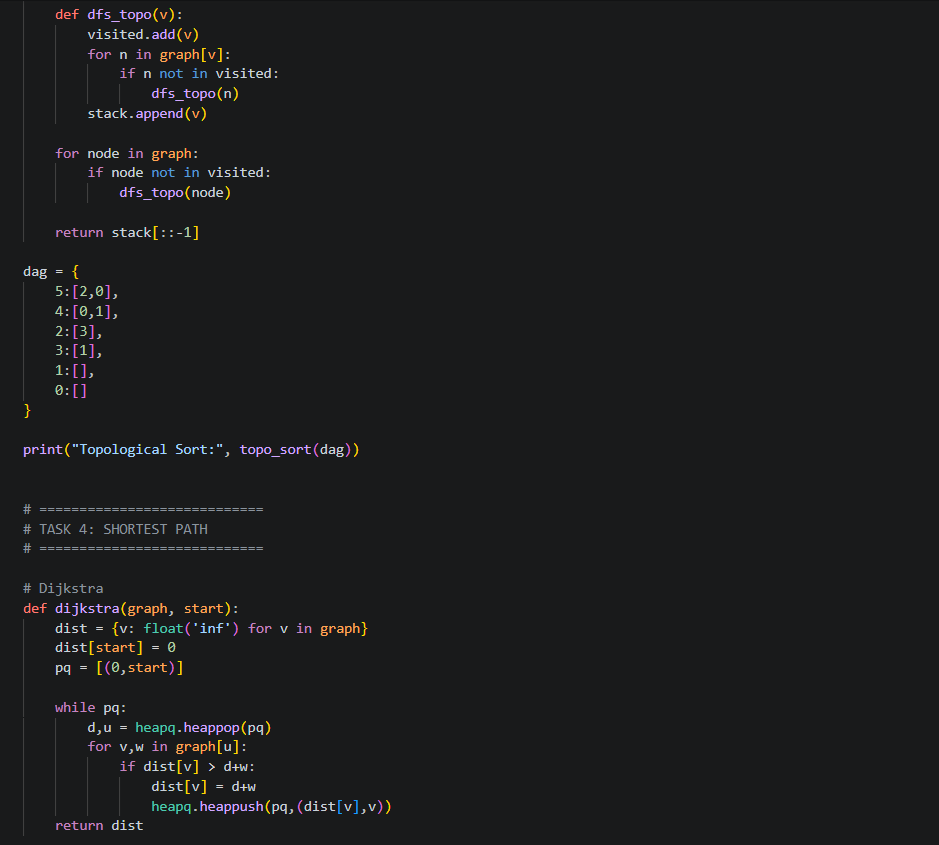 def dfs_topo(v):
visited.add(v)
for n in graph[v]:
if n not in visited:
dfs_topo(n)
stack.append(v)
for node in graph:
if node not in visited:
dfs_topo(node)
return stack[::-1]
dag = {
5:[2,0],
4:[0,1],
2:[3],
3:[1],
1:[],
0:[]
}
print("Topological Sort:", topo_sort(dag))
# ============================
# TASK 4: SHORTEST PATH
# ============================
# Dijkstra
def dijkstra(graph, start):
dist = {v: float('inf') for v in graph}
dist[start] = 0
pq = [(0,start)]
while pq:
d,u = heapq.heappop(pq)
for v,w in graph[u]:
if dist[v] > d+w:
dist[v] = d+w
heapq.heappush(pq,(dist[v],v))
return dist